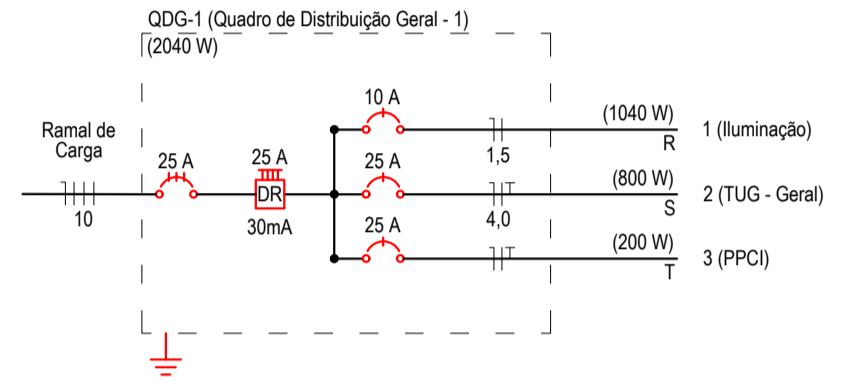 QDG-1 (Quadro de Distribuição Geral - 1)
(2040 W)
Ramal de
Carga
10
25 A
25 A
DR
30mA
10 A
1,5
(1040 W)
R
1 (Iluminação)
25 A
4,0
(800 W)
S
2 (TUG - Geral)
25 A
(200 W)
T
3 (PPCI)